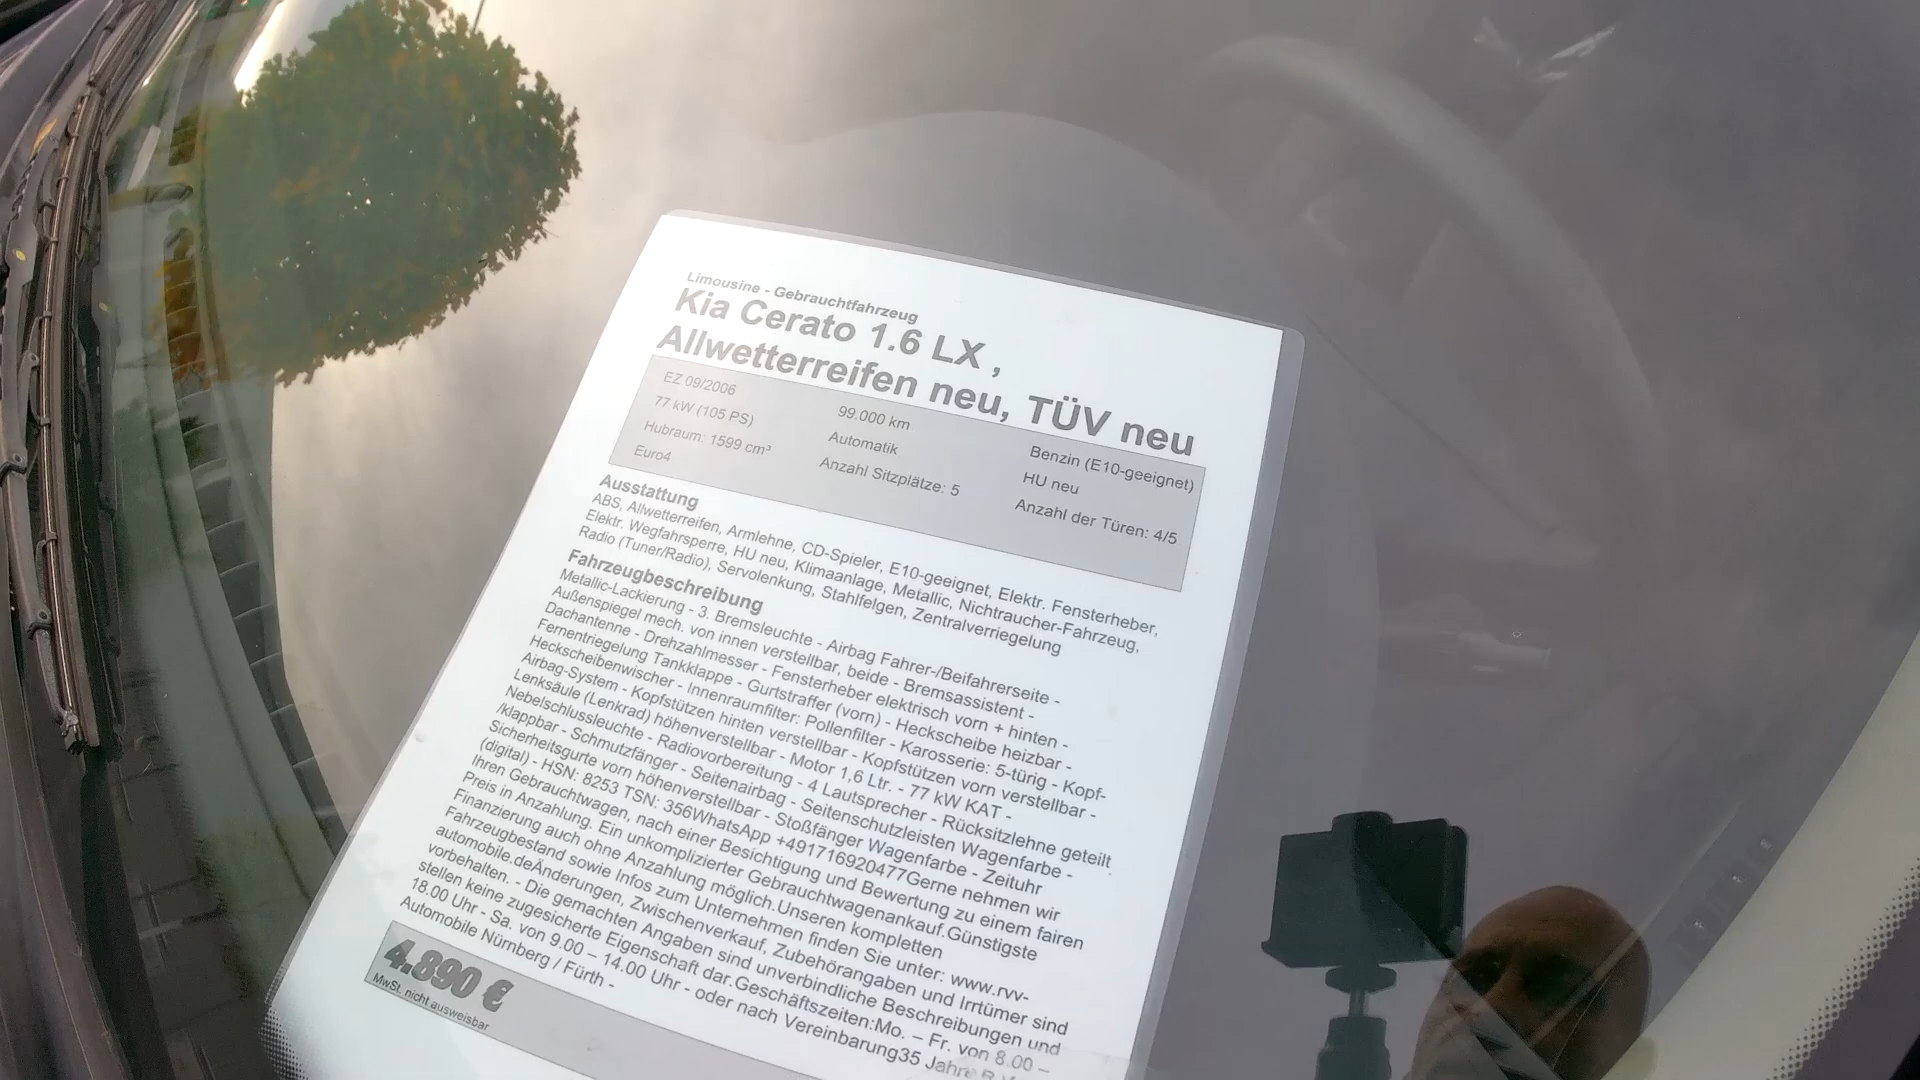 Limousine - Gebrauchtfahrzeug
Kia Cerato 1.6 LX ,
Allwetterreifen neu, TÜV neu
EZ 09/2006 99.000 km Benzin (E10-geeignet)
77 kW (105 PS) Automatik HU neu
Hubraum: 1599 cm³ Anzahl Sitzplätze: 5 Anzahl der Türen: 4/5
Euro4
Ausstattung
ABS, Allwetterreifen, Armlehne, CD-Spieler, E10-geeignet, Elektr. Fensterheber,
Elektr. Wegfahrsperre, HU neu, Klimaanlage, Metallic, Nichtraucher-Fahrzeug,
Radio (Tuner/Radio), Servolenkung, Stahlfelgen, Zentralverriegelung
Fahrzeugbeschreibung
Metallic-Lackierung - 3. Bremsleuchte - Airbag Fahrer-/Beifahrerseite -
Außenspiegel mech. von innen verstellbar, beide - Bremsassistent -
Dachantenne - Drehzahlmesser - Fensterheber elektrisch vorn + hinten -
Fernentriegelung Tankklappe - Gurtstraffer (vorn) - Heckscheibe heizbar -
Heckscheibenwischer - Innenraumfilter: Pollenfilter - Karosserie: 5-türig - Kopf-
Airbag-System - Kopfstützen hinten verstellbar - Kopfstützen vorn verstellbar -
Lenksäule (Lenkrad) höhenverstellbar - Motor 1,6 Ltr. - 77 kW KAT -
Nebelschlussleuchte - Radiovorbereitung - 4 Lautsprecher - Rücksitzlehne geteilt
/klappbar - Schmutzfänger - Seitenairbag - Seitenschutzleisten Wagenfarbe -
Sicherheitsgurte vorn höhenverstellbar - Stoßfänger Wagenfarbe - Zeituhr
(digital) - HSN: 8253 TSN: 356WhatsApp +491716920477Gerne nehmen wir
Ihren Gebrauchtwagen, nach einer Besichtigung und Bewertung zu einem fairen
Preis in Anzahlung. Ein unkomplizierter Gebrauchtwagenankauf.Günstigste
Finanzierung auch ohne Anzahlung möglich.Unseren kompletten
Fahrzeugbestand sowie Infos zum Unternehmen finden Sie unter: www.rvv-
automobile.deÄnderungen, Zwischenverkauf, Zubehörangaben und Irrtümer sind
vorbehalten. - Die gemachten Angaben sind unverbindliche Beschreibungen und
stellen keine zugesicherte Eigenschaft dar.Geschäftszeiten:Mo. – Fr. von 8.00 –
18.00 Uhr - Sa. von 9.00 – 14.00 Uhr - oder nach Vereinbarung35 Jahre
Automobile Nürnberg / Fürth -
4.890 €
MwSt. nicht ausweisbar